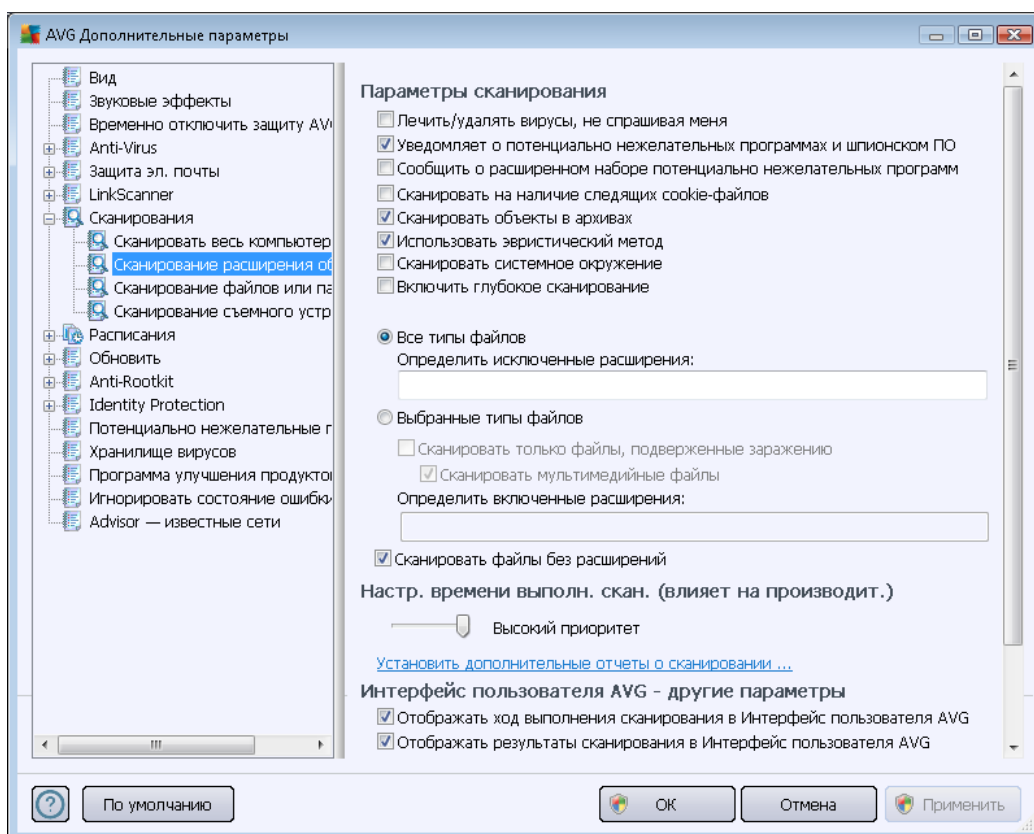 AVG Дополнительные параметры
Вид
Звуковые эффекты
Временно отключить защиту AV
Anti-Virus
Защита эл. почты
LinkScanner
Сканирования
Сканировать весь компьютер
Сканирование расширения об
Сканирование файлов или па
Сканирование съемного устр
Расписания
Обновить
Anti-Rootkit
Identity Protection
Потенциально нежелательные п
Хранилище вирусов
Программа улучшения продукто
Игнорировать состояние ошибки
Advisor — известные сети
Параметры сканирования
Лечить/удалять вирусы, не спрашивая меня
Уведомляет о потенциально нежелательных программах и шпионском ПО
Сообщить о расширенном наборе потенциально нежелательных программ
Сканировать на наличие следящих cookie-файлов
Сканировать объекты в архивах
Использовать эвристический метод
Сканировать системное окружение
Включить глубокое сканирование
Все типы файлов
Определить исключенные расширения:
Выбранные типы файлов
Сканировать только файлы, подверженные заражению
Сканировать мультимедийные файлы
Определить включенные расширения:
Сканировать файлы без расширений
Настр. времени выполн. скан. (влияет на производит.)
Высокий приоритет
Установить дополнительные отчеты о сканировании ...
Интерфейс пользователя AVG - другие параметры
Отображать ход выполнения сканирования в Интерфейс пользователя AVG
Отображать результаты сканирования в Интерфейс пользователя AVG
По умолчанию
ОК
Отмена
Применить